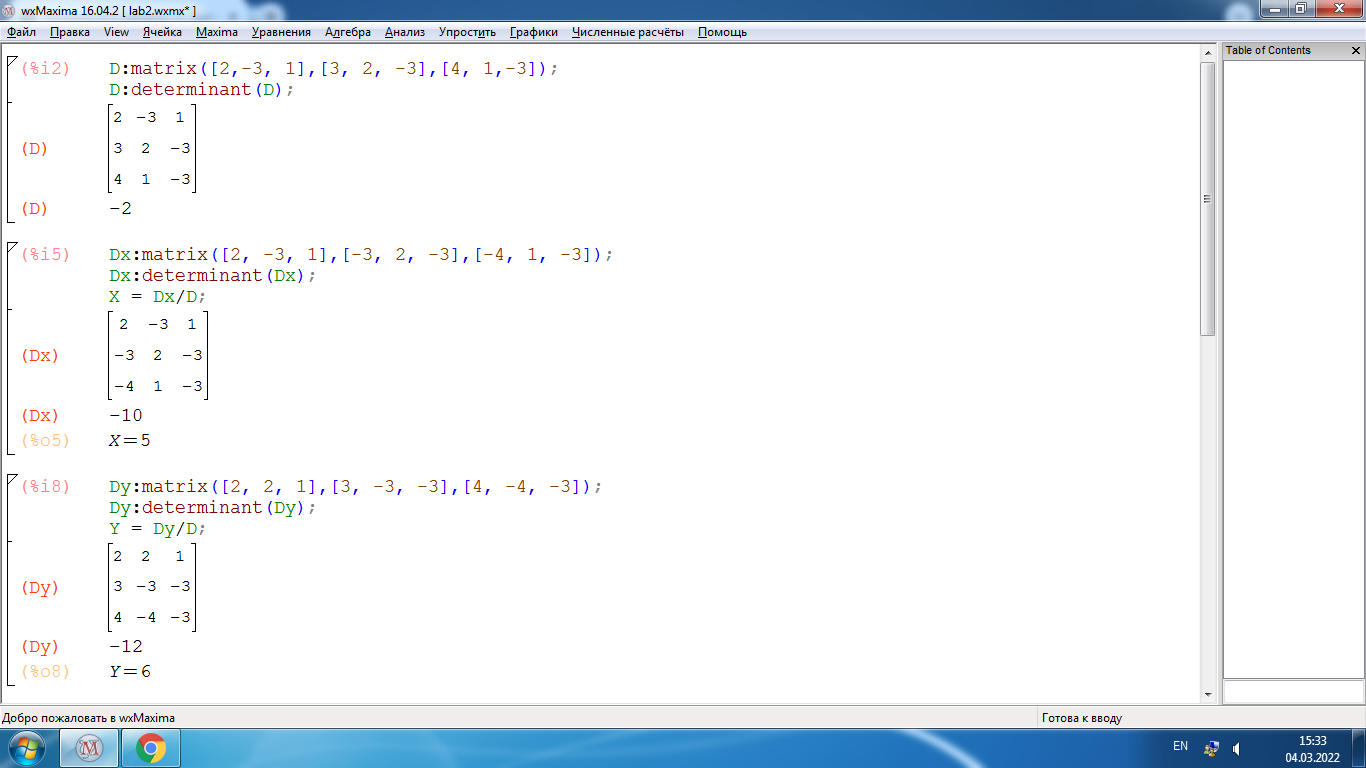 wxMaxima 16.04.2 [ lab2.wxmx* ]
Файл Правка View Ячейка Maxima Уравнения Алгебра Анализ Упростить Графики Численные расчёты Помощь
Table of Contents
(%i2) D:matrix([2,-3, 1],[3, 2, -3],[4, 1,-3]);
D:determinant(D);
2 -3 1
(D) 3 2 -3
4 1 -3
(D) -2
(%i5) Dx:matrix([2, -3, 1],[-3, 2, -3],[-4, 1, -3]);
Dx:determinant(Dx);
X = Dx/D;
2 -3 1
(Dx) -3 2 -3
-4 1 -3
(Dx) -10
(%o5) X=5
(%i8) Dy:matrix([2, 2, 1],[3, -3, -3],[4, -4, -3]);
Dy:determinant(Dy);
Y = Dy/D;
2 2 1
(Dy) 3 -3 -3
4 -4 -3
(Dy) -12
(%o8) Y=6
Добро пожаловать в wxMaxima
Готова к вводу
EN
15:33
04.03.2022